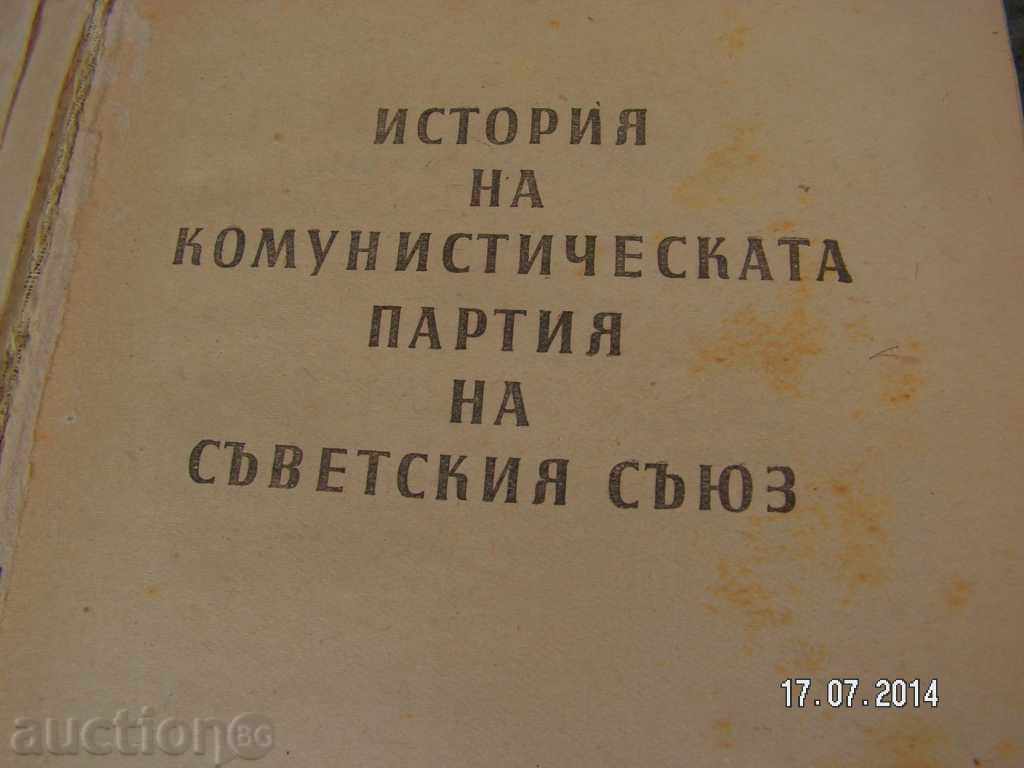 ИСТОРИЯ
НА
КОМУНИСТИЧЕСКАТА
ПАРТИЯ
НА
СЪВЕТСКИЯ СЪЮЗ
17.07.2014
auction BG